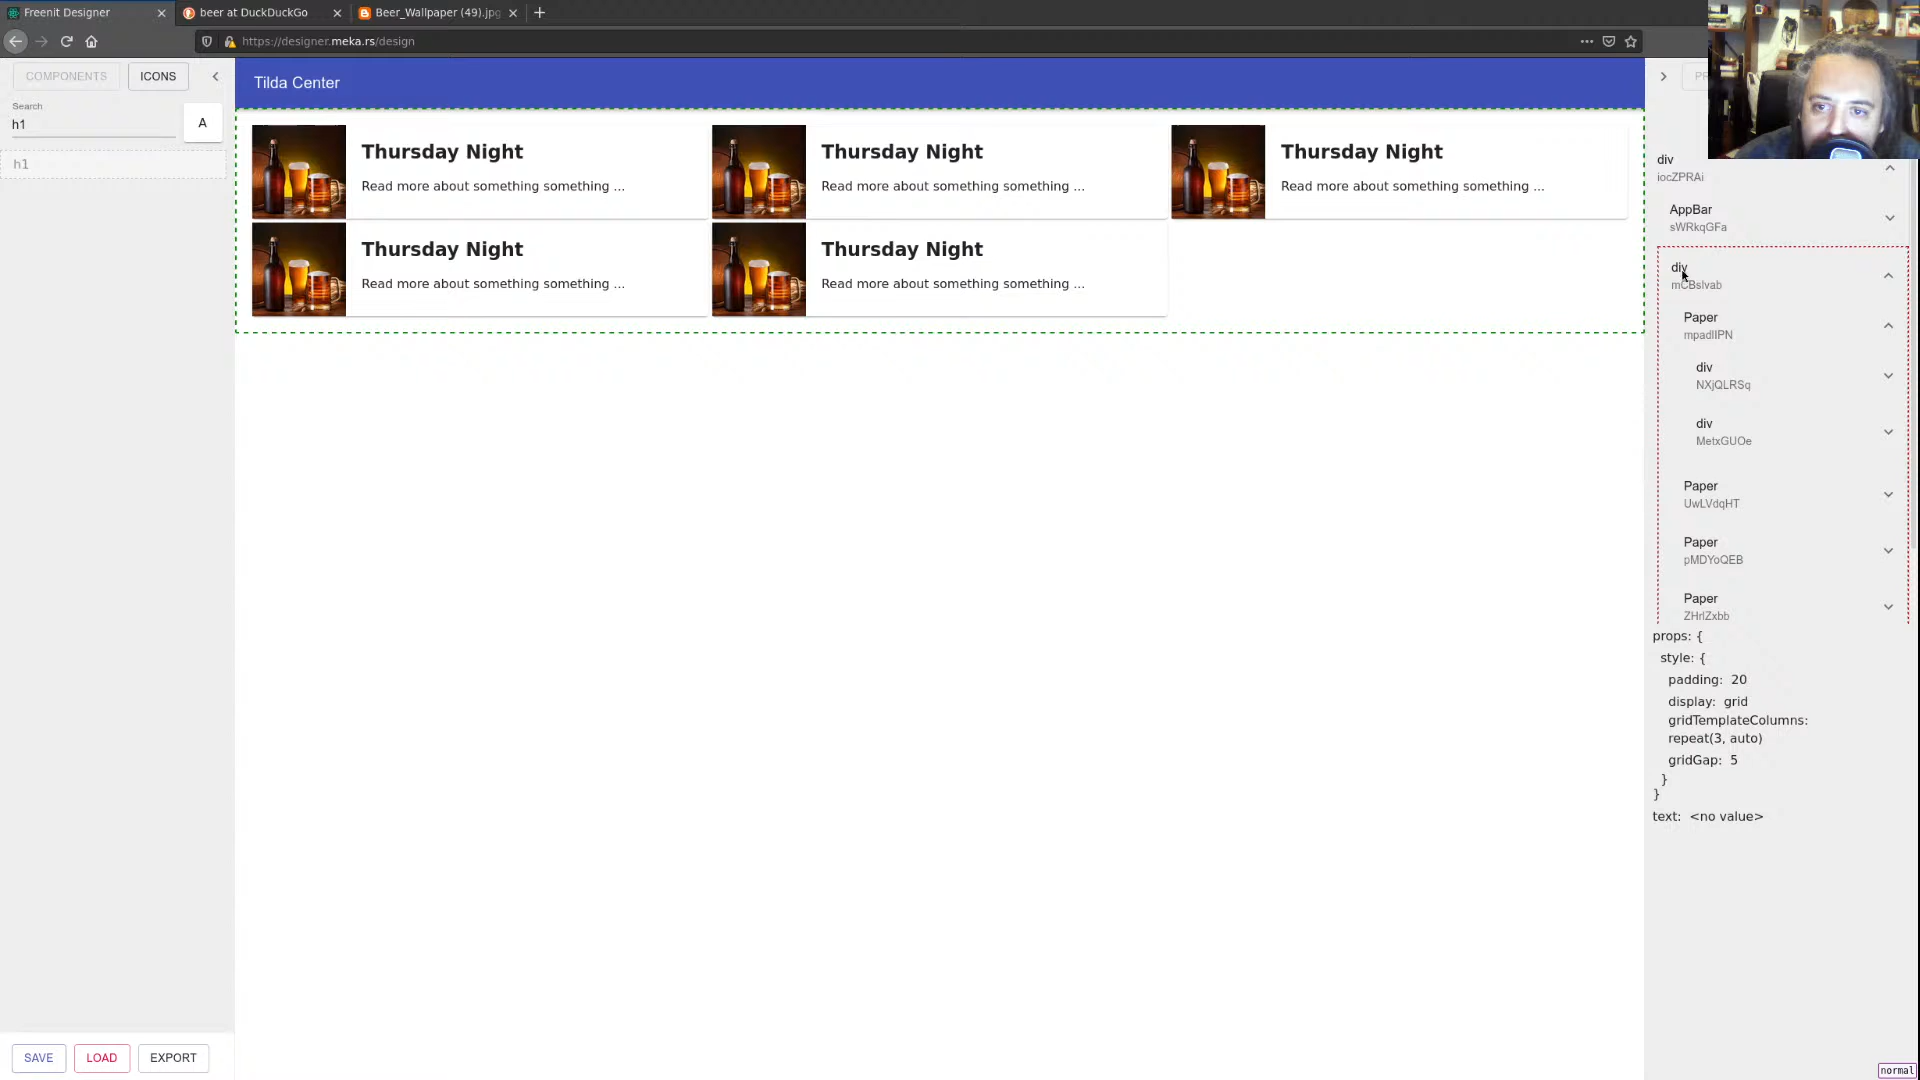 Freenit Designer
beer at DuckDuckGo
Beer_Wallpaper (49).jpg
https://designer.meka.rs/design
COMPONENTS
ICONS
Search
h1
A
h1
Tilda Center
Thursday Night
Read more about something something ...
Thursday Night
Read more about something something ...
Thursday Night
Read more about something something ...
Thursday Night
Read more about something something ...
Thursday Night
Read more about something something ...
div
iocZPRAi
AppBar
sWRkqGFa
div
mCBslvab
Paper
mpadIIPN
div
NXjQLRSq
div
MetxGUOe
Paper
UwLVdqHT
Paper
pMDYoQEB
Paper
ZHrlZxbb
props: {
style: {
padding: 20
display: grid
gridTemplateColumns:
repeat(3, auto)
gridGap: 5
}
}
text: <no value>
SAVE
LOAD
EXPORT
normal